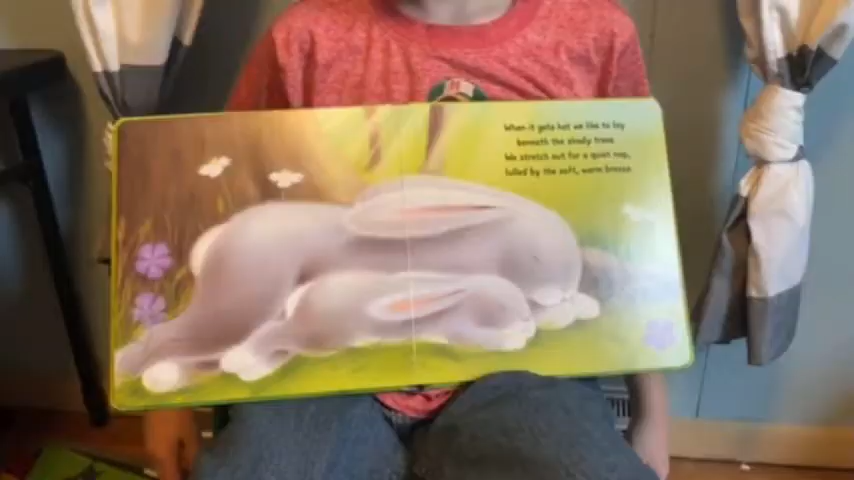 When it gets hot we like to lay
beneath the shady trees
We stretch out for a quiet nap,
lulled by the soft, warm breeze